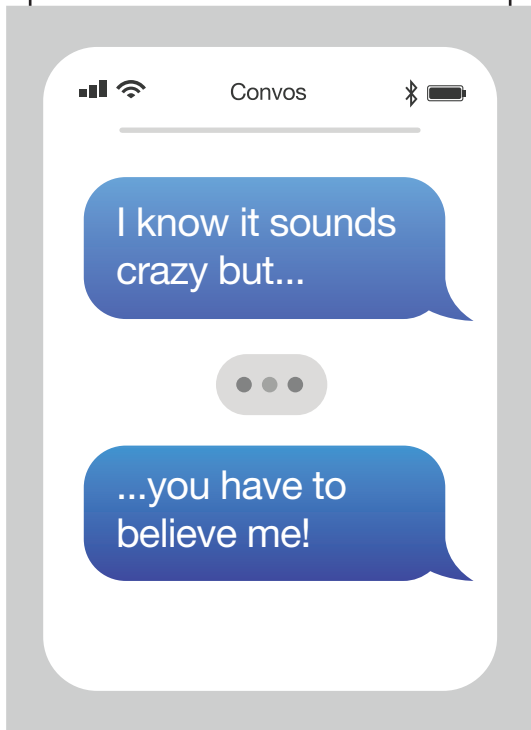 Convos
I know it sounds
crazy but...
...you have to
believe me!